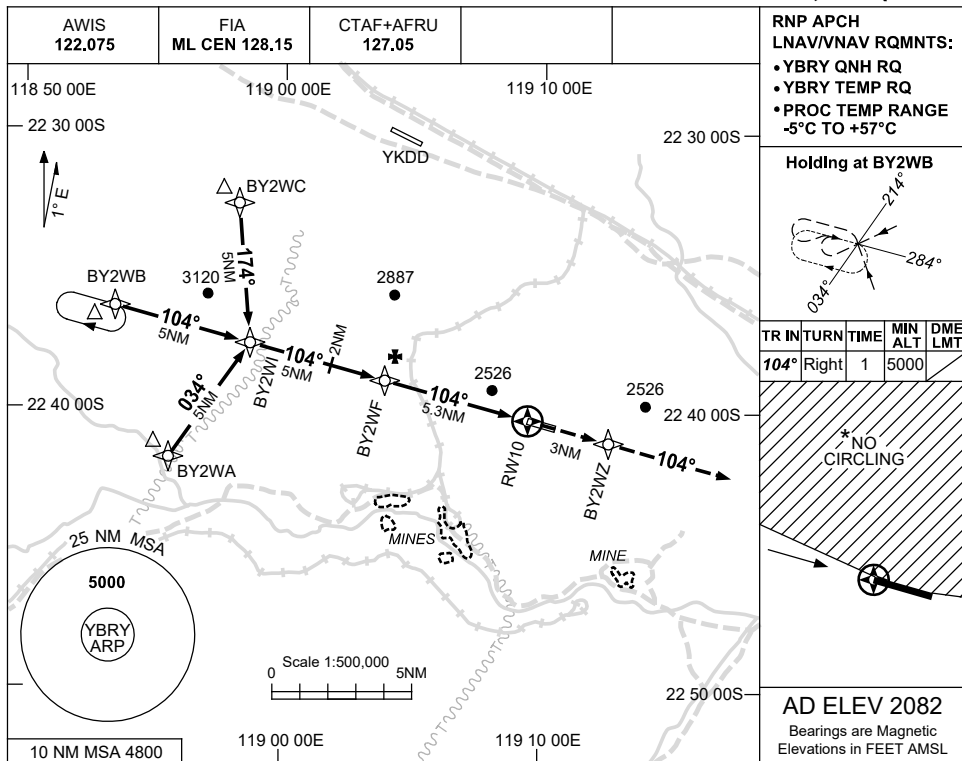 AWIS
122.075
FIA
ML CEN 128.15
CTAF+AFRU
127.05
RNP APCH
LNAV/VNAV RQMNTS:
• YBRY QNH RQ
• YBRY TEMP RQ
• PROC TEMP RANGE
-5°C TO +57°C
118 50 00E
119 00 00E
119 10 00E
22 30 00S
22 30 00S
YKDD
1° E
BY2WC
174°
5NM
BY2WB
3120
2887
104°
5NM
104°
5NM
2NM
BY2WI
034°
5NM
BY2WA
BY2WF
104°
5.3NM
2526
2526
22 40 00S
22 40 00S
RW10
3NM
BY2WZ
104°
MINES
MINE
25 NM MSA
5000
YBRY
ARP
Scale 1:500,000
0
5NM
22 50 00S
119 00 00E
119 10 00E
10 NM MSA 4800
Holding at BY2WB
214°
284°
034°
TR IN TURN TIME MIN ALT DME LMT
104° Right 1 5000
*NO
CIRCLING
AD ELEV 2082
Bearings are Magnetic
Elevations in FEET AMSL